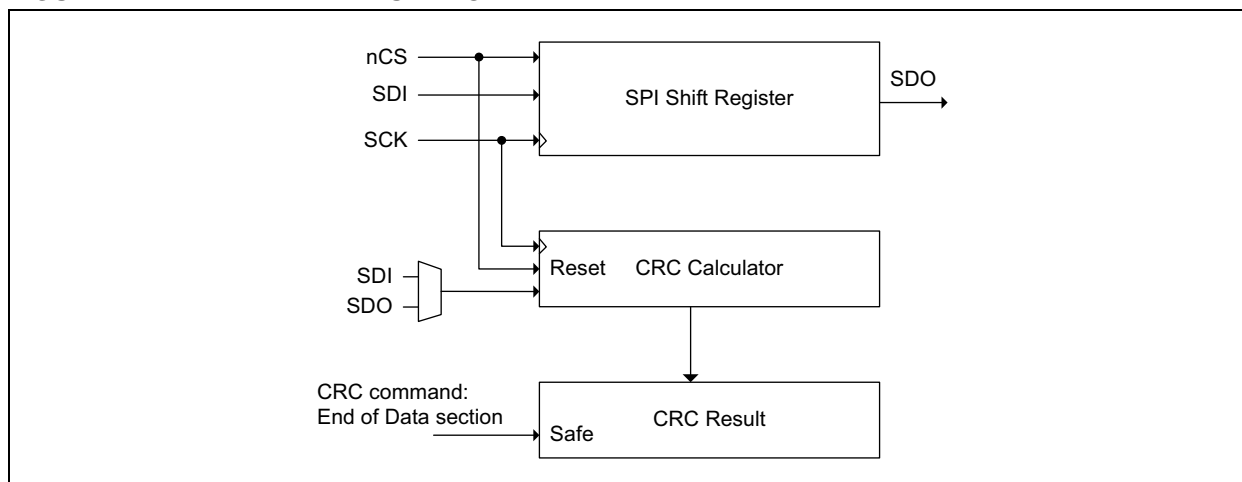 nCS
SDI
SCK
SPI Shift Register
SDO
SDI
SDO
Reset
CRC Calculator
CRC command:
End of Data section
Safe
CRC Result